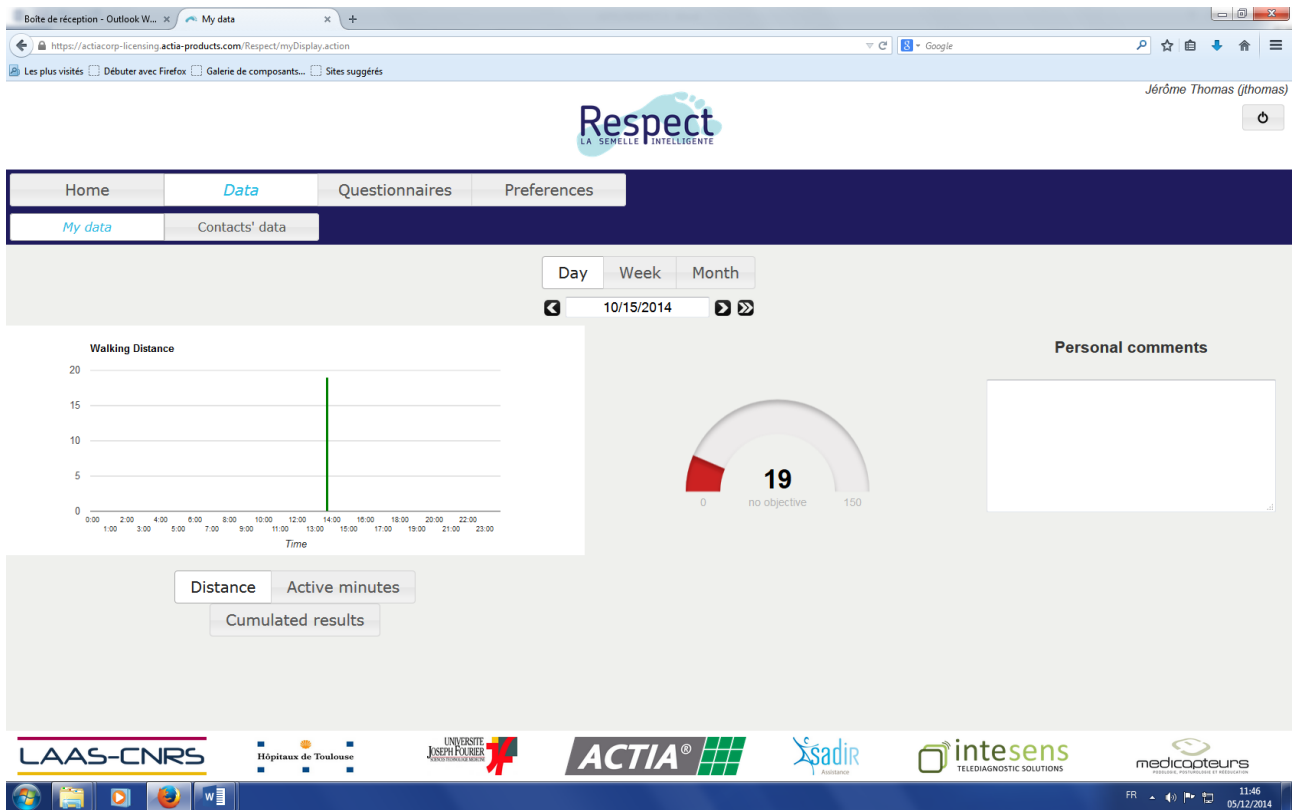 Boîte de réception - Outlook W... × My data × +
https://actiacorp-licensing.actia-products.com/Respect/myDisplay.action Google
Les plus visités Débuter avec Firefox Galerie de composants... Sites suggérés
Jérôme Thomas (jthomas)
Respect
LA SEMELLE INTELLIGENTE
Home Data Questionnaires Preferences
My data Contacts' data
Day Week Month
10/15/2014
Walking Distance
20
15
10
5
0
0:00 2:00 4:00 6:00 8:00 10:00 12:00 14:00 16:00 18:00 20:00 22:00
1:00 3:00 5:00 7:00 9:00 11:00 13:00 15:00 17:00 19:00 21:00 23:00
Time
19
0 no objective 150
Personal comments
Distance Active minutes
Cumulated results
LAAS-CNRS
Hôpitaux de Toulouse
UNIVERSITE
JOSEPH FOURIER
ACTIA®
sadir
Assistance
intesens
TELEDIAGNOSTIC SOLUTIONS
medicapteurs
FR 11:46
05/12/2014